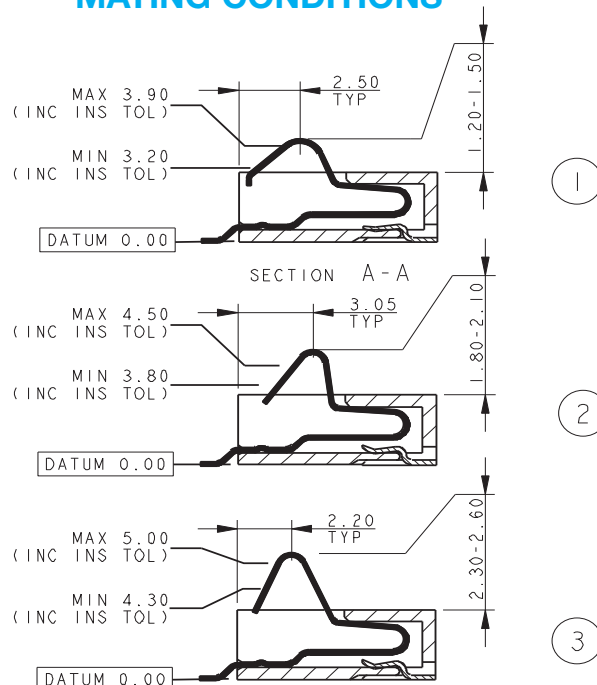 MATING CONDITIONS
2.50
TYP
MAX 3.90
(INC INS TOL)
MIN 3.20
(INC INS TOL)
DATUM 0.00
1.20-1.50
1
SECTION A-A
3.05
TYP
MAX 4.50
(INC INS TOL)
MIN 3.80
(INC INS TOL)
DATUM 0.00
1.80-2.10
2
2.20
TYP
MAX 5.00
(INC INS TOL)
MIN 4.30
(INC INS TOL)
DATUM 0.00
2.30-2.60
3